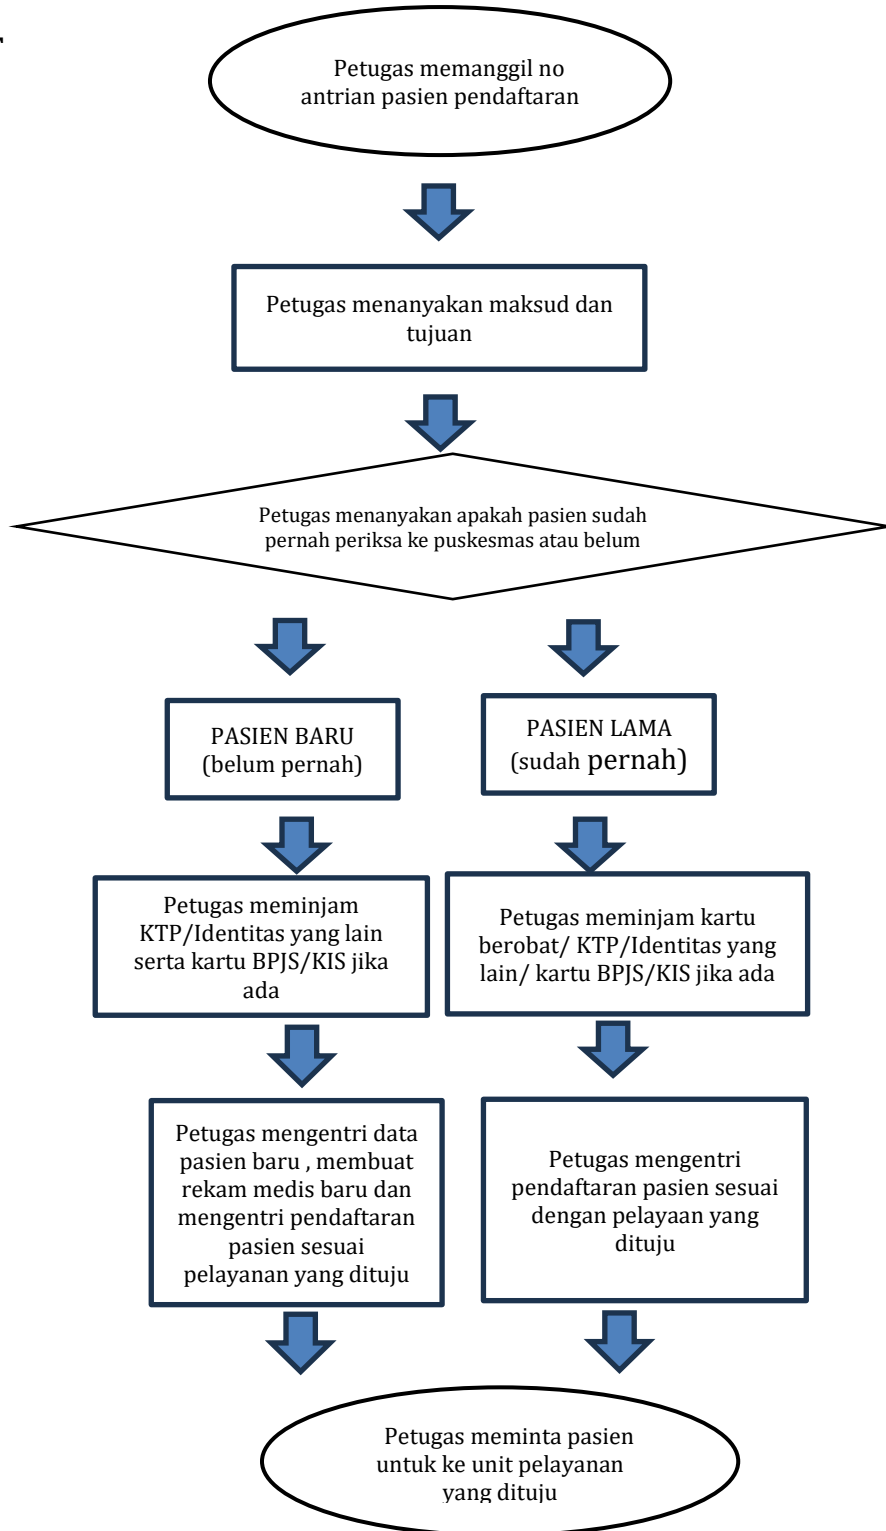 Petugas memanggil no
antrian pasien pendaftaran
Petugas menanyakan maksud dan
tujuan
Petugas menanyakan apakah pasien sudah
pernah periksa ke puskesmas atau belum
PASIEN BARU
(belum pernah)
PASIEN LAMA
(sudah pernah)
Petugas meminjam
KTP/Identitas yang lain
serta kartu BPJS/KIS jika
ada
Petugas meminjam kartu
berobat/ KTP/Identitas yang
lain/ kartu BPJS/KIS jika ada
Petugas mengentri data
pasien baru , membuat
rekam medis baru dan
mengentri pendaftaran
pasien sesuai
pelayanan yang dituju
Petugas mengentri
pendaftaran pasien sesuai
dengan pelayaan yang
dituju
Petugas meminta pasien
untuk ke unit pelayanan
yang dituju